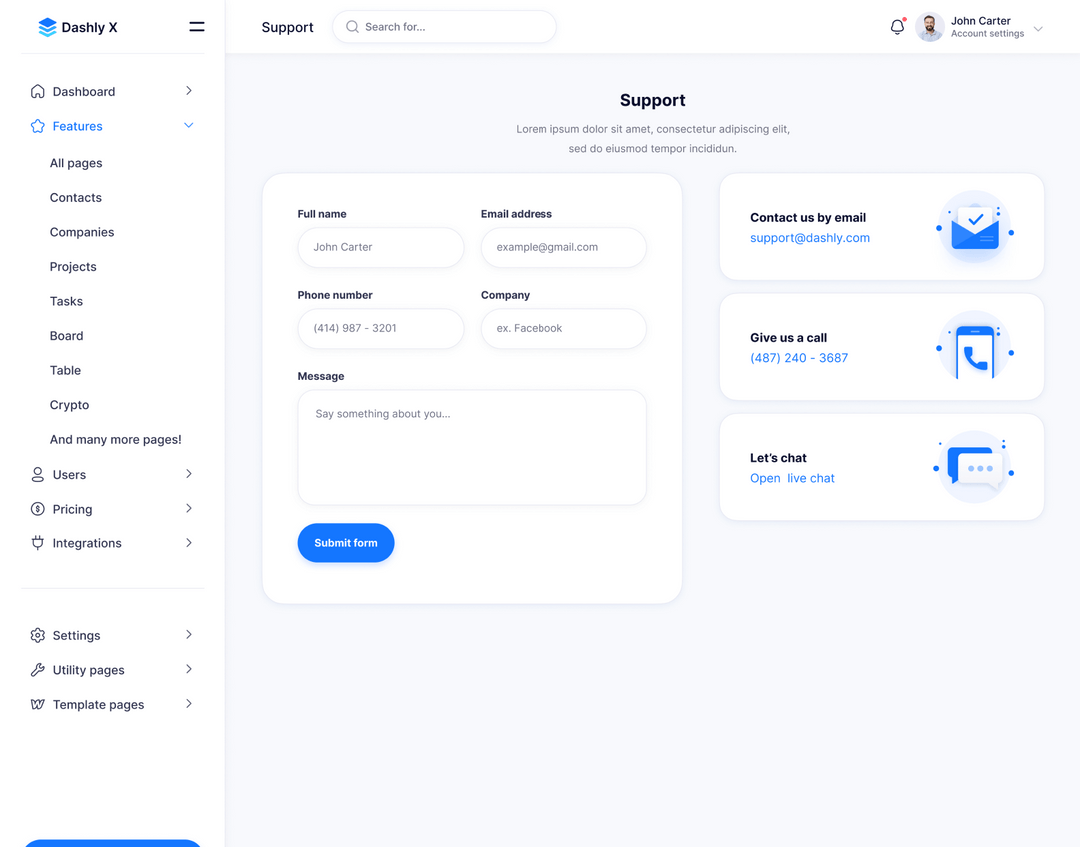 Dashly X
Support
Search for...
John Carter
Account settings
Dashboard
Features
All pages
Contacts
Companies
Projects
Tasks
Board
Table
Crypto
And many more pages!
Users
Pricing
Integrations
Settings
Utility pages
Template pages
Support
Lorem ipsum dolor sit amet, consectetur adipiscing elit,
sed do eiusmod tempor incididun.
Full name
Email address
John Carter
example@gmail.com
Phone number
Company
(414) 987 - 3201
ex. Facebook
Message
Say something about you...
Submit form
Contact us by email
support@dashly.com
Give us a call
(487) 240 - 3687
Let's chat
Open live chat